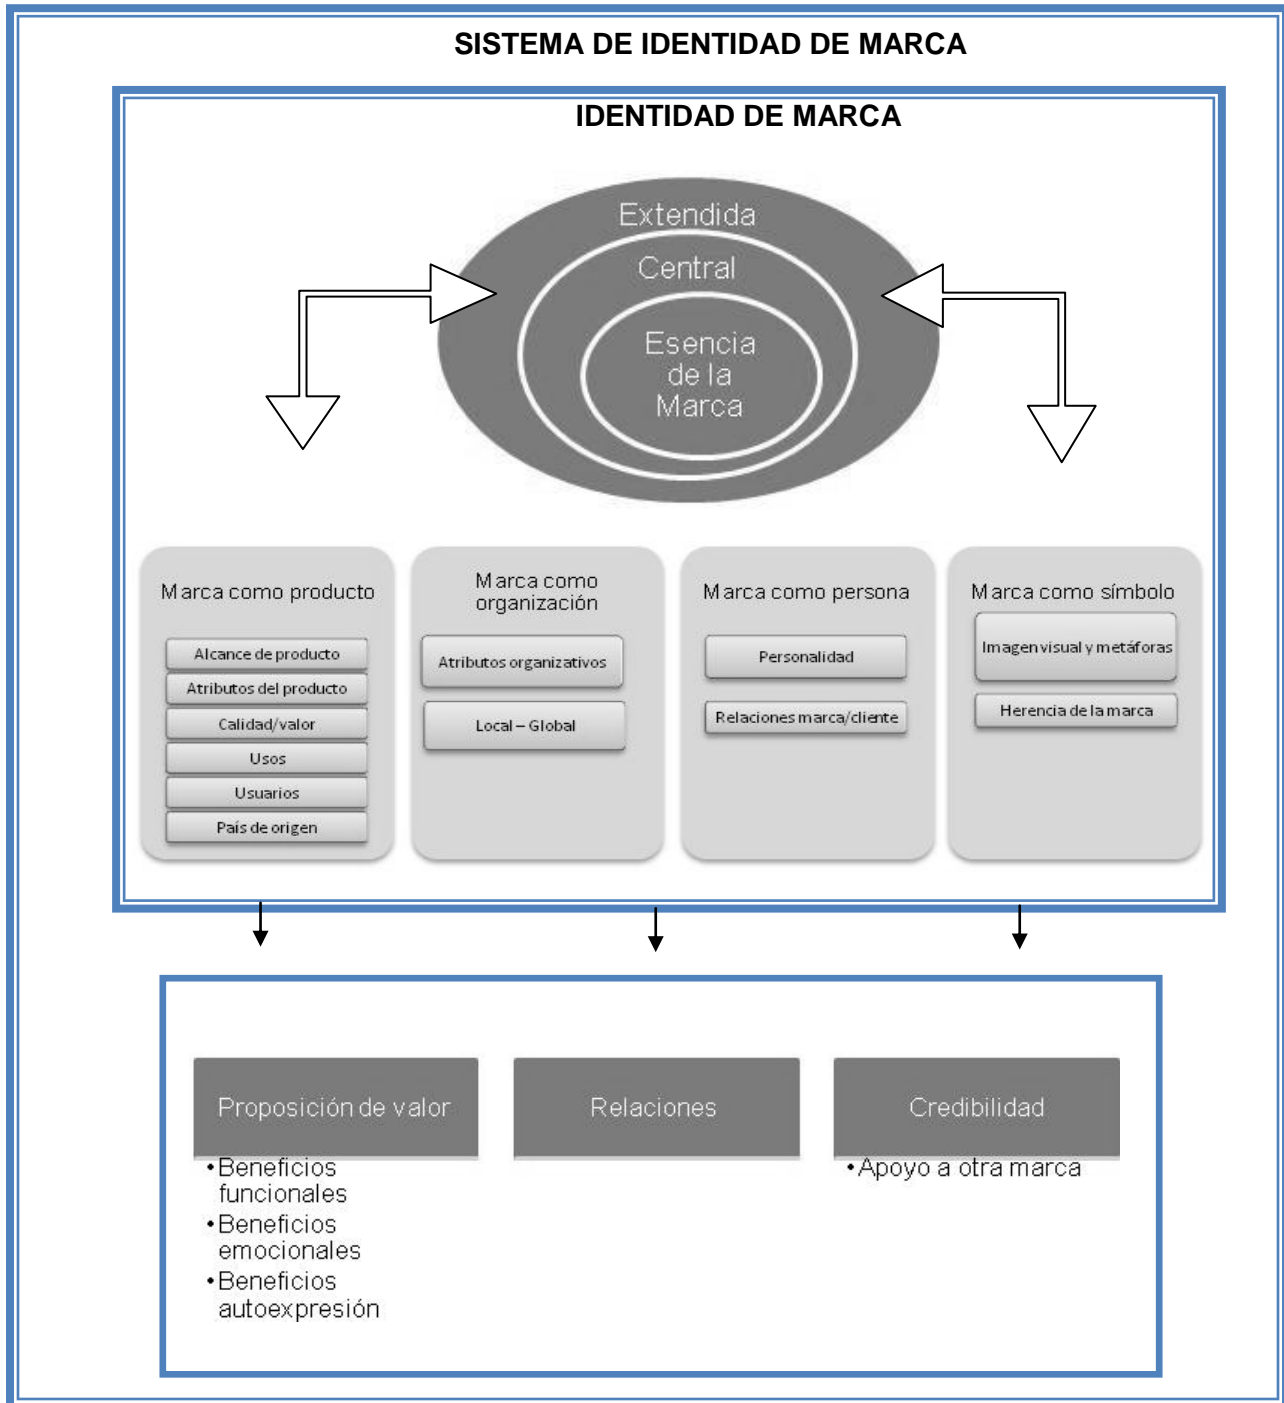 SISTEMA DE IDENTIDAD DE MARCA
IDENTIDAD DE MARCA
Extendida
Central
Esencia
de la
Marca
Marca como producto
Alcance de producto
Atributos del producto
Calidad/valor
Usos
Usuarios
País de origen
Marca como
organización
Atributos organizativos
Local – Global
Marca como persona
Personalidad
Relaciones marca/cliente
Marca como símbolo
Imagen visual y metáforas
Herencia de la marca
Proposición de valor
•Beneficios
funcionales
•Beneficios
emocionales
•Beneficios
autoexpresión
Relaciones
Credibilidad
•Apoyo a otra marca